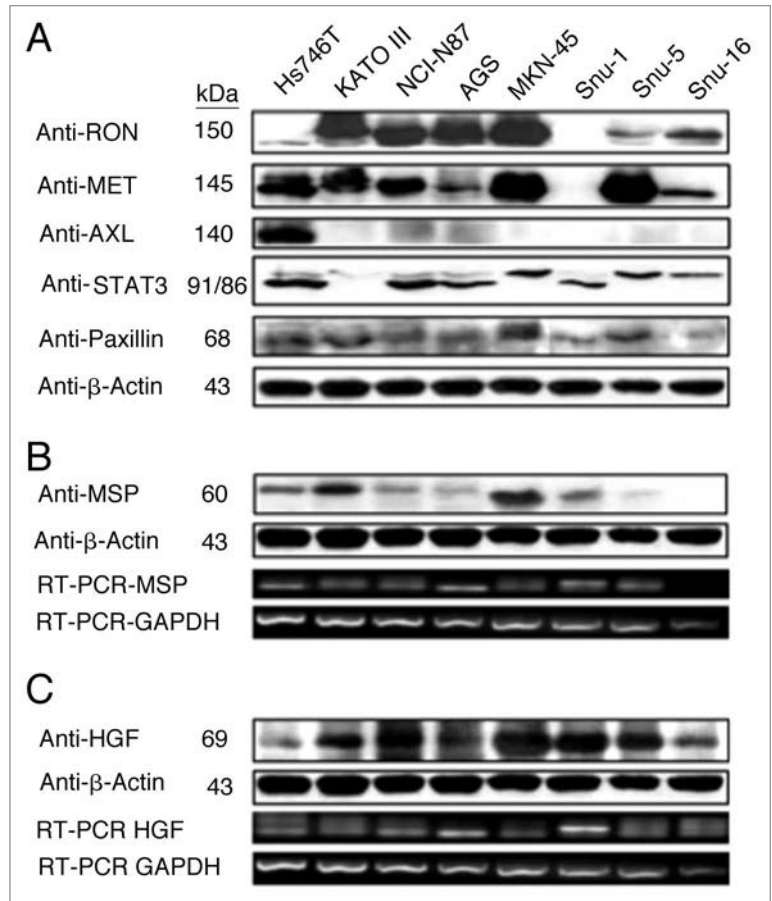 A
Hs746T KATO III NCI-N87 AGS MKN-45 Snu-1 Snu-5 Snu-16
kDa
Anti-RON 150
Anti-MET 145
Anti-AXL 140
Anti-STAT3 91/86
Anti-Paxillin 68
Anti-β-Actin 43
B
Anti-MSP 60
Anti-β-Actin 43
RT-PCR-MSP
RT-PCR-GAPDH
C
Anti-HGF 69
Anti-β-Actin 43
RT-PCR HGF
RT-PCR GAPDH